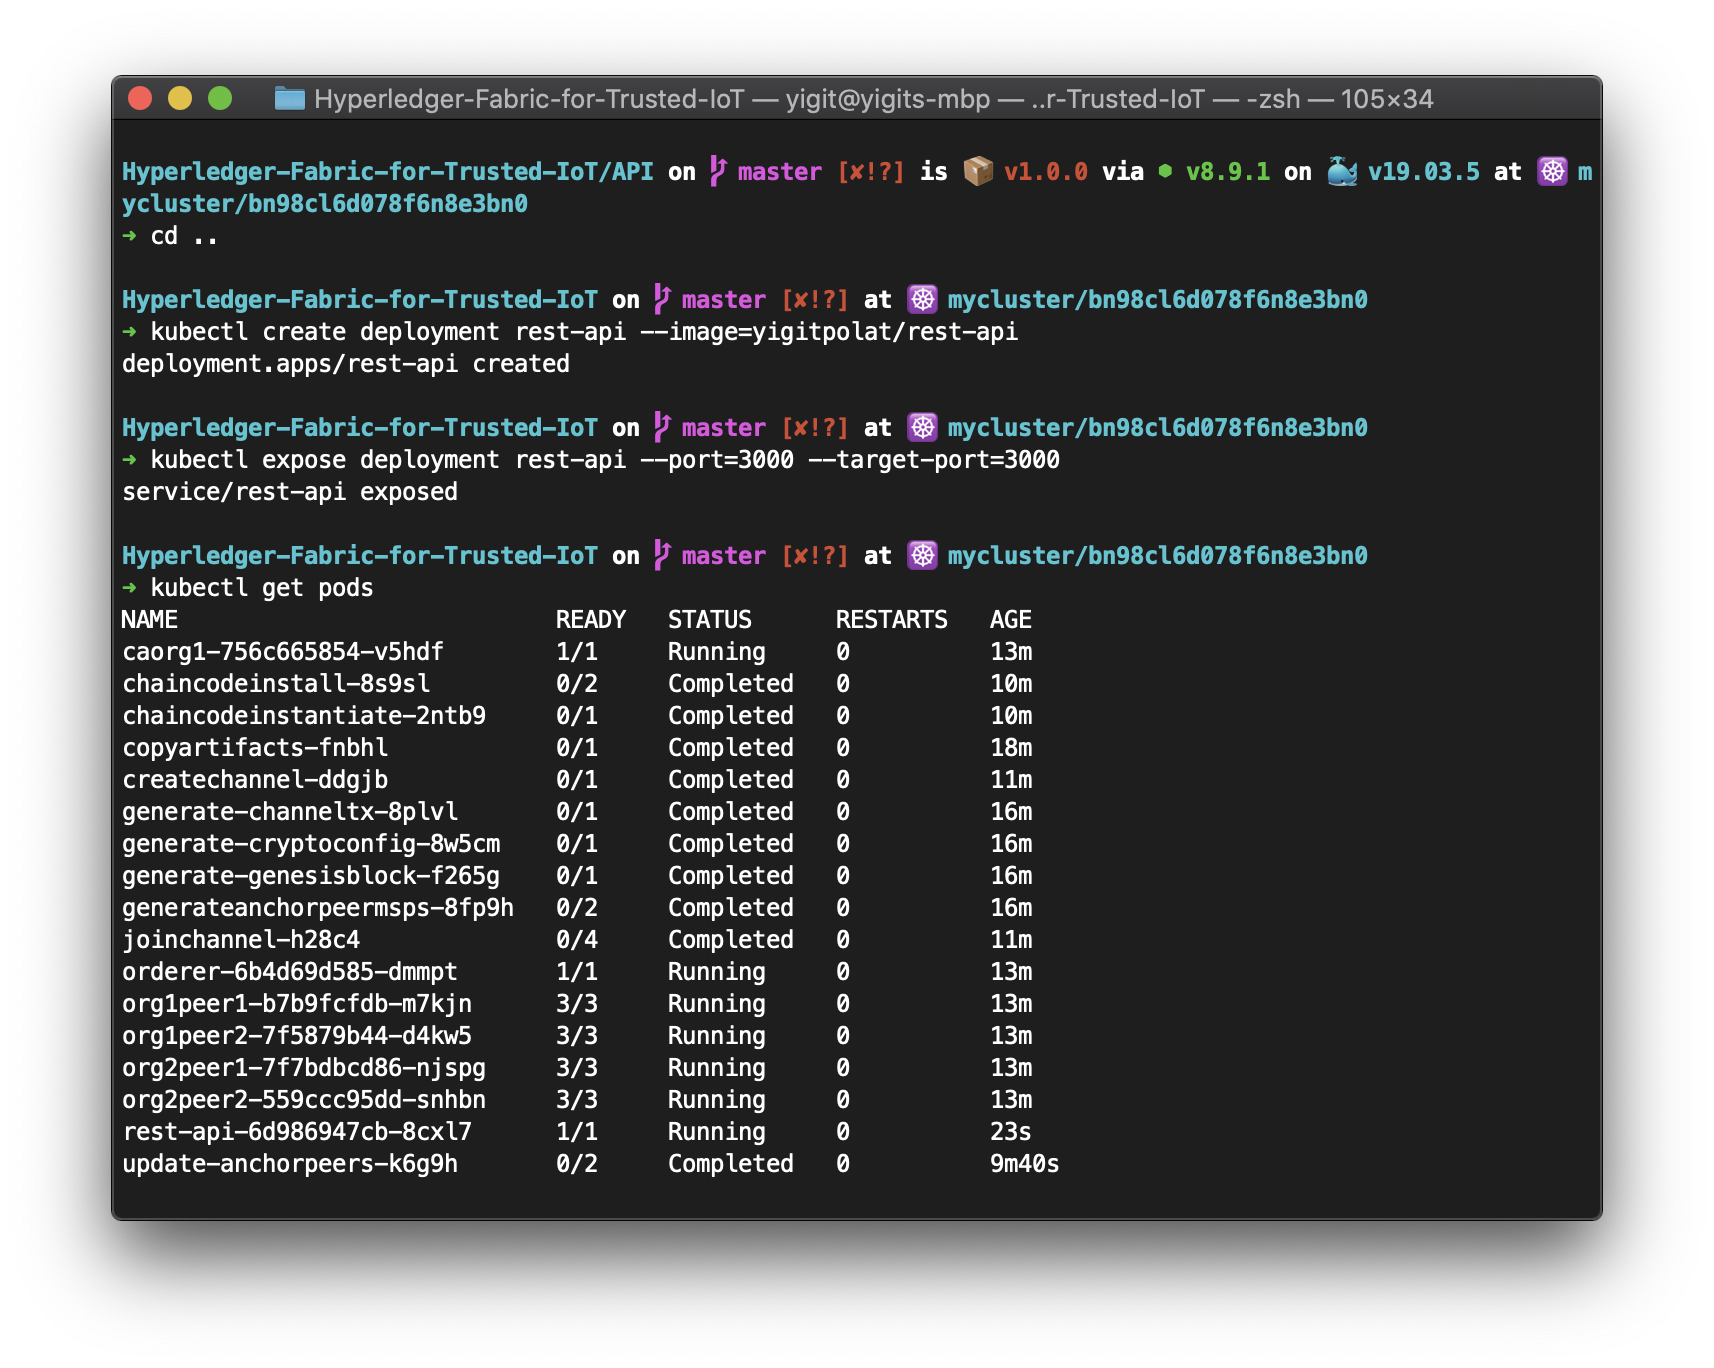 Hyperledger-Fabric-for-Trusted-IoT — yigit@yigits-mbp — ..r-Trusted-IoT — -zsh — 105×34
Hyperledger-Fabric-for-Trusted-IoT/API on master [✘!?] is 📦 v1.0.0 via ⬢ v8.9.1 on 🐳 v19.03.5 at ☸ m
ycluster/bn98cl6d078f6n8e3bn0
➜ cd ..
Hyperledger-Fabric-for-Trusted-IoT on master [✘!?] at ☸ mycluster/bn98cl6d078f6n8e3bn0
➜ kubectl create deployment rest-api --image=yigitpolat/rest-api
deployment.apps/rest-api created
Hyperledger-Fabric-for-Trusted-IoT on master [✘!?] at ☸ mycluster/bn98cl6d078f6n8e3bn0
➜ kubectl expose deployment rest-api --port=3000 --target-port=3000
service/rest-api exposed
Hyperledger-Fabric-for-Trusted-IoT on master [✘!?] at ☸ mycluster/bn98cl6d078f6n8e3bn0
➜ kubectl get pods
NAME READY STATUS RESTARTS AGE
caorg1-756c665854-v5hdf 1/1 Running 0 13m
chaincodeinstall-8s9sl 0/2 Completed 0 10m
chaincodeinstantiate-2ntb9 0/1 Completed 0 10m
copyartifacts-fnbhl 0/1 Completed 0 18m
createchannel-ddgjb 0/1 Completed 0 11m
generate-channeltx-8plvl 0/1 Completed 0 16m
generate-cryptoconfig-8w5cm 0/1 Completed 0 16m
generate-genesisblock-f265g 0/1 Completed 0 16m
generateanchorpeermsps-8fp9h 0/2 Completed 0 16m
joinchannel-h28c4 0/4 Completed 0 11m
orderer-6b4d69d585-dmmpt 1/1 Running 0 13m
org1peer1-b7b9fcfdb-m7kjn 3/3 Running 0 13m
org1peer2-7f5879b44-d4kw5 3/3 Running 0 13m
org2peer1-7f7bdbcd86-njspg 3/3 Running 0 13m
org2peer2-559ccc95dd-snhbn 3/3 Running 0 13m
rest-api-6d986947cb-8cxl7 1/1 Running 0 23s
update-anchorpeers-k6g9h 0/2 Completed 0 9m40s